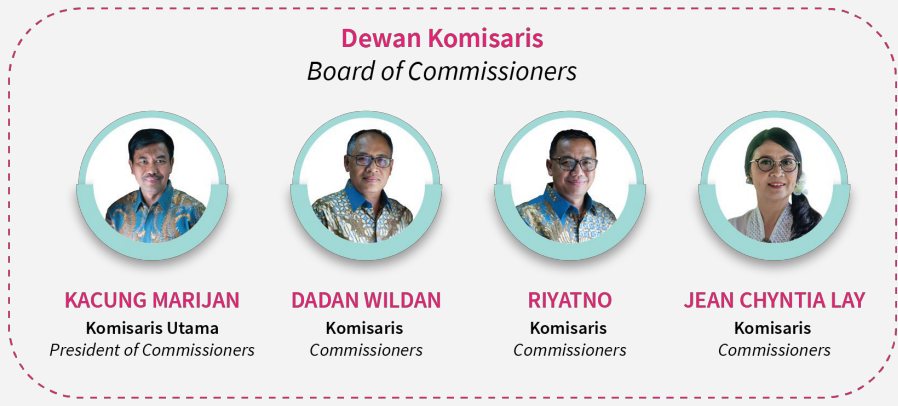 Dewan Komisaris
Board of Commissioners
KACUNG MARIJAN
Komisaris Utama
President of Commissioners
DADAN WILDAN
Komisaris
Commissioners
RIYATNO
Komisaris
Commissioners
JEAN CHYNTIA LAY
Komisaris
Commissioners